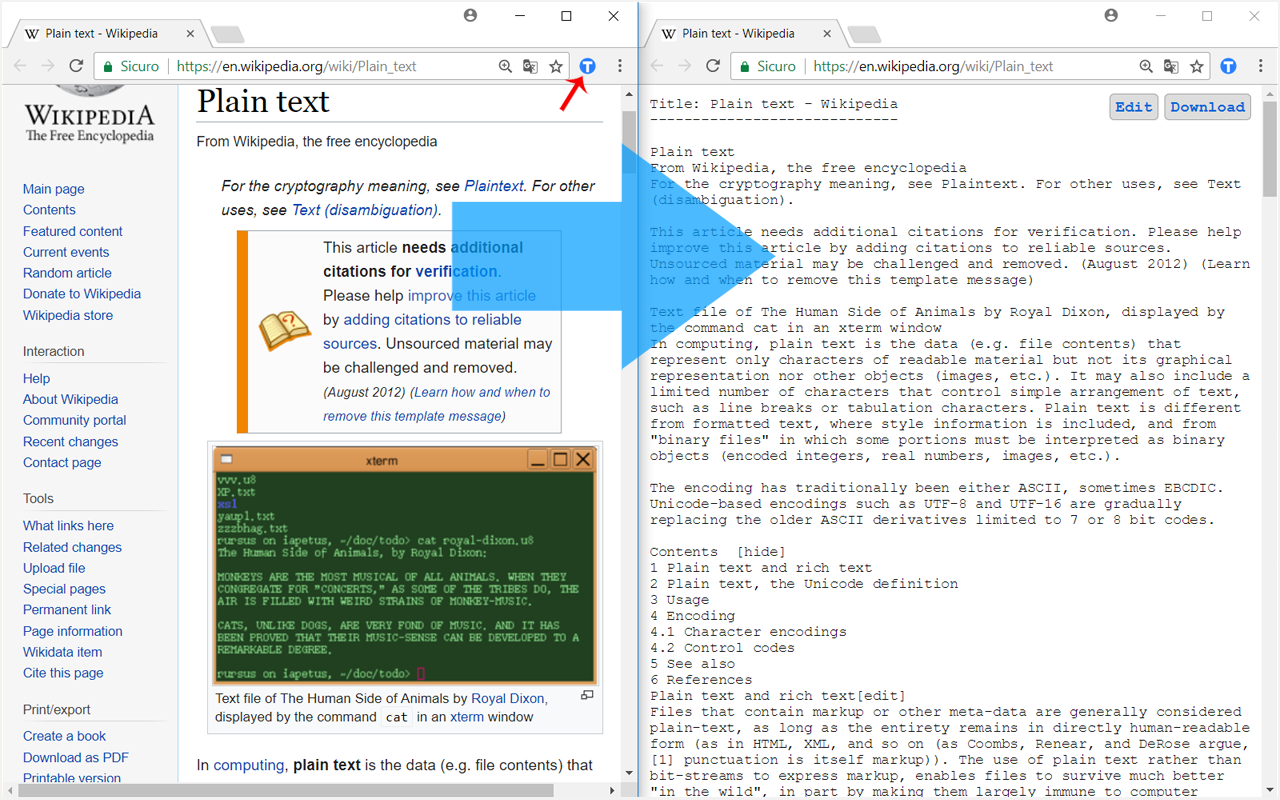 Plain text - Wikipedia
Sicuro
https://en.wikipedia.org/wiki/Plain_text
WIKIPEDIA
The Free Encyclopedia
Main page
Contents
Featured content
Current events
Random article
Donate to Wikipedia
Wikipedia store
Interaction
Help
About Wikipedia
Community portal
Recent changes
Contact page
Tools
What links here
Related changes
Upload file
Special pages
Permanent link
Page information
Wikidata item
Cite this page
Print/export
Create a book
Download as PDF
Printable version
Plain text
From Wikipedia, the free encyclopedia
For the cryptography meaning, see Plaintext. For other
uses, see Text (disambiguation).
This article needs additional
citations for verification.
Please help improve this article
by adding citations to reliable
sources. Unsourced material may
be challenged and removed.
(August 2012) (Learn how and when to
remove this template message)
xterm
vvv.u8
XP.txt
xsl
yaupl.txt
zzzbhag.txt
rursus on iapetus, ~/doc/todo> cat royal-dixon.u8
The Human Side of Animals, by Royal Dixon:
MONKEYS ARE THE MOST MUSICAL OF ALL ANIMALS. WHEN THEY
CONGREGATE FOR "CONCERTS," AS SOME OF THE TRIBES DO, THE
AIR IS FILLED WITH WEIRD STRAINS OF MONKEY-MUSIC.
CATS, UNLIKE DOGS, ARE VERY FOND OF MUSIC. AND IT HAS
BEEN PROVED THAT THEIR MUSIC-SENSE CAN BE DEVELOPED TO A
REMARKABLE DEGREE.
rursus on iapetus, ~/doc/todo>
Text file of The Human Side of Animals by Royal Dixon,
displayed by the command cat in an xterm window
In computing, plain text is the data (e.g. file contents) that
Plain text - Wikipedia
Sicuro
https://en.wikipedia.org/wiki/Plain_text
Title: Plain text - Wikipedia
Edit
Download
-----------------------------
Plain text
From Wikipedia, the free encyclopedia
For the cryptography meaning, see Plaintext. For other uses, see Text
(disambiguation).
This article needs additional citations for verification. Please help
improve this article by adding citations to reliable sources.
Unsourced material may be challenged and removed. (August 2012) (Learn
how and when to remove this template message)
Text file of The Human Side of Animals by Royal Dixon, displayed by
the command cat in an xterm window
In computing, plain text is the data (e.g. file contents) that
represent only characters of readable material but not its graphical
representation nor other objects (images, etc.). It may also include a
limited number of characters that control simple arrangement of text,
such as line breaks or tabulation characters. Plain text is different
from formatted text, where style information is included, and from
"binary files" in which some portions must be interpreted as binary
objects (encoded integers, real numbers, images, etc.).
The encoding has traditionally been either ASCII, sometimes EBCDIC.
Unicode-based encodings such as UTF-8 and UTF-16 are gradually
replacing the older ASCII derivatives limited to 7 or 8 bit codes.
Contents  [hide]
1 Plain text and rich text
2 Plain text, the Unicode definition
3 Usage
4 Encoding
4.1 Character encodings
4.2 Control codes
5 See also
6 References
Plain text and rich text[edit]
Files that contain markup or other meta-data are generally considered
plain-text, as long as the entirety remains in directly human-readable
form (as in HTML, XML, and so on (as Coombs, Renear, and DeRose argue,
[1] punctuation is itself markup)). The use of plain text rather than
bit-streams to express markup, enables files to survive much better
"in the wild", in part by making them largely immune to computer